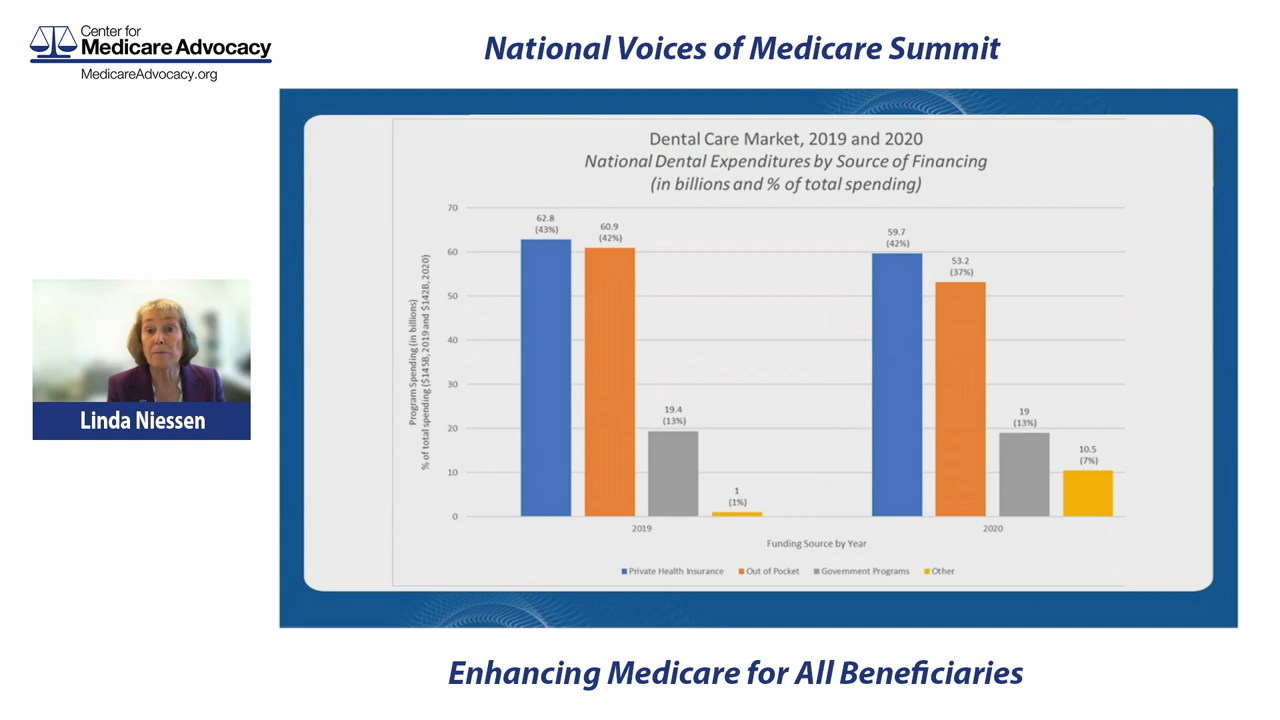 Center for
Medicare Advocacy
MedicareAdvocacy.org
National Voices of Medicare Summit
Dental Care Market, 2019 and 2020
National Dental Expenditures by Source of Financing
(in billions and % of total spending)
Program Spending (in billions)
% of total spending ($145B, 2019 and $142B, 2020)
70
60
50
40
30
20
10
0
62.8
(43%)
60.9
(42%)
19.4
(13%)
1
(1%)
59.7
(42%)
53.2
(37%)
19
(13%)
10.5
(7%)
2019
2020
Funding Source by Year
Private Health Insurance Out of Pocket Government Programs Other
Linda Niessen
Enhancing Medicare for All Beneficiaries